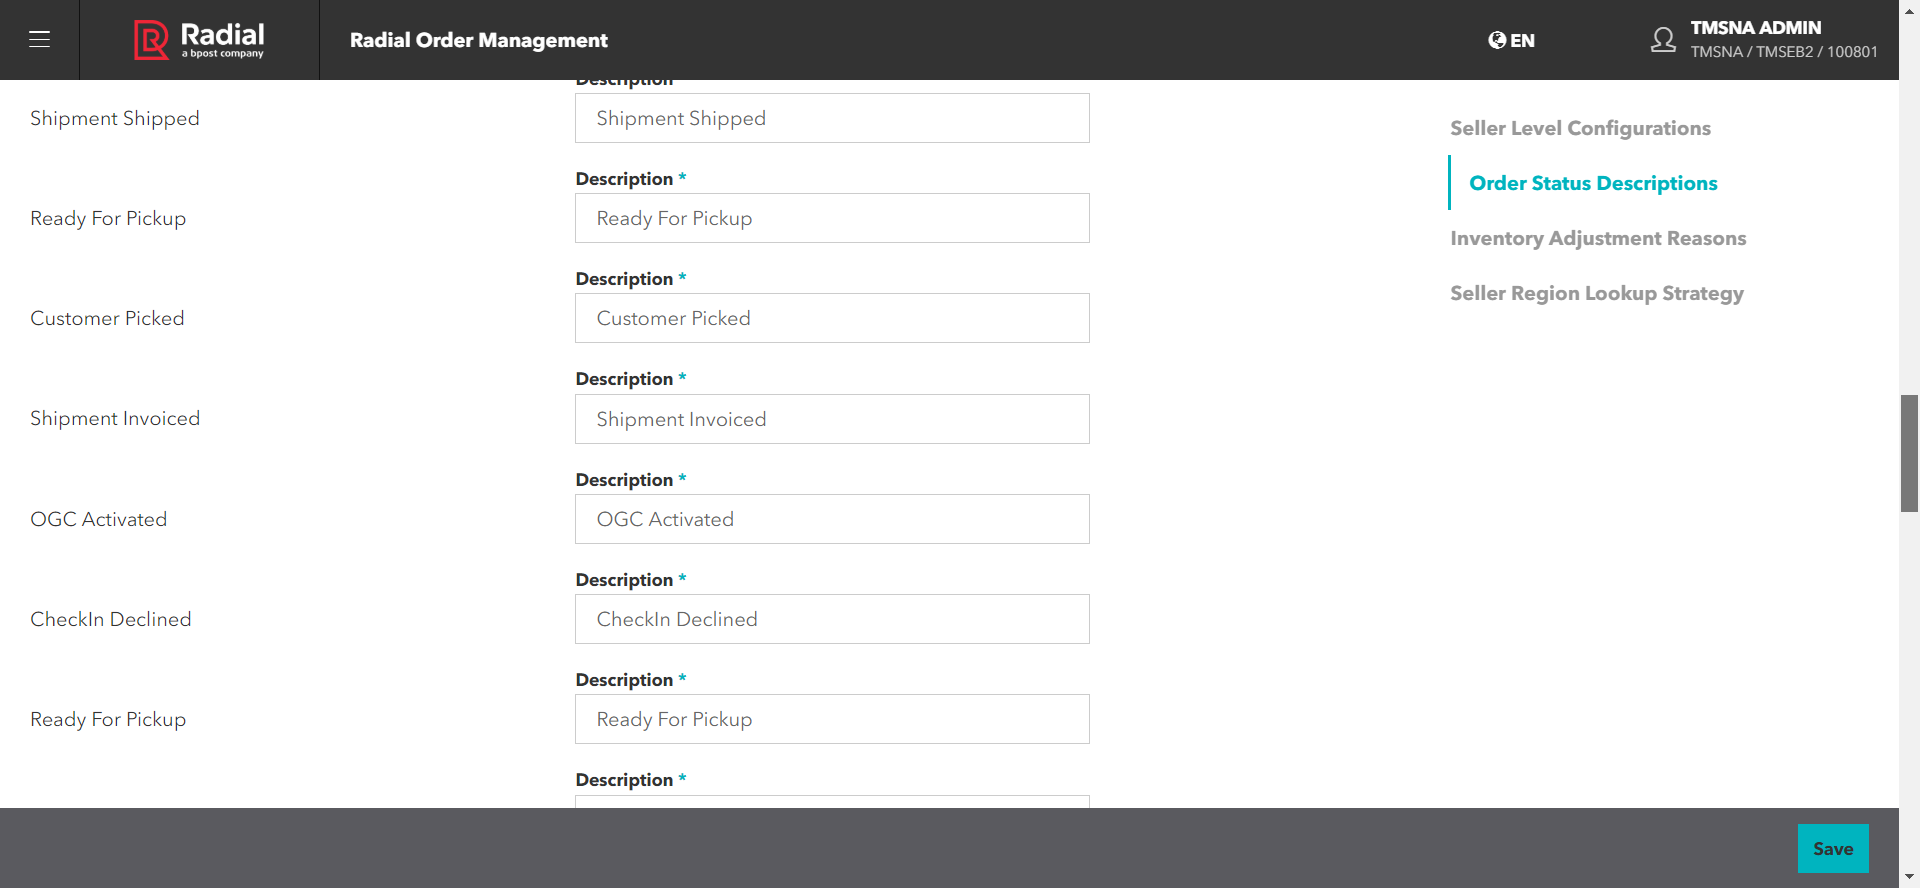 Radial
a bpost company
Radial Order Management
EN
TMSNA ADMIN
TMSNA / TMSEB2 / 100801
Description
Shipment Shipped
Shipment Shipped
Description *
Ready For Pickup
Ready For Pickup
Description *
Customer Picked
Customer Picked
Description *
Shipment Invoiced
Shipment Invoiced
Description *
OGC Activated
OGC Activated
Description *
CheckIn Declined
CheckIn Declined
Description *
Ready For Pickup
Ready For Pickup
Description *
Seller Level Configurations
Order Status Descriptions
Inventory Adjustment Reasons
Seller Region Lookup Strategy
Save